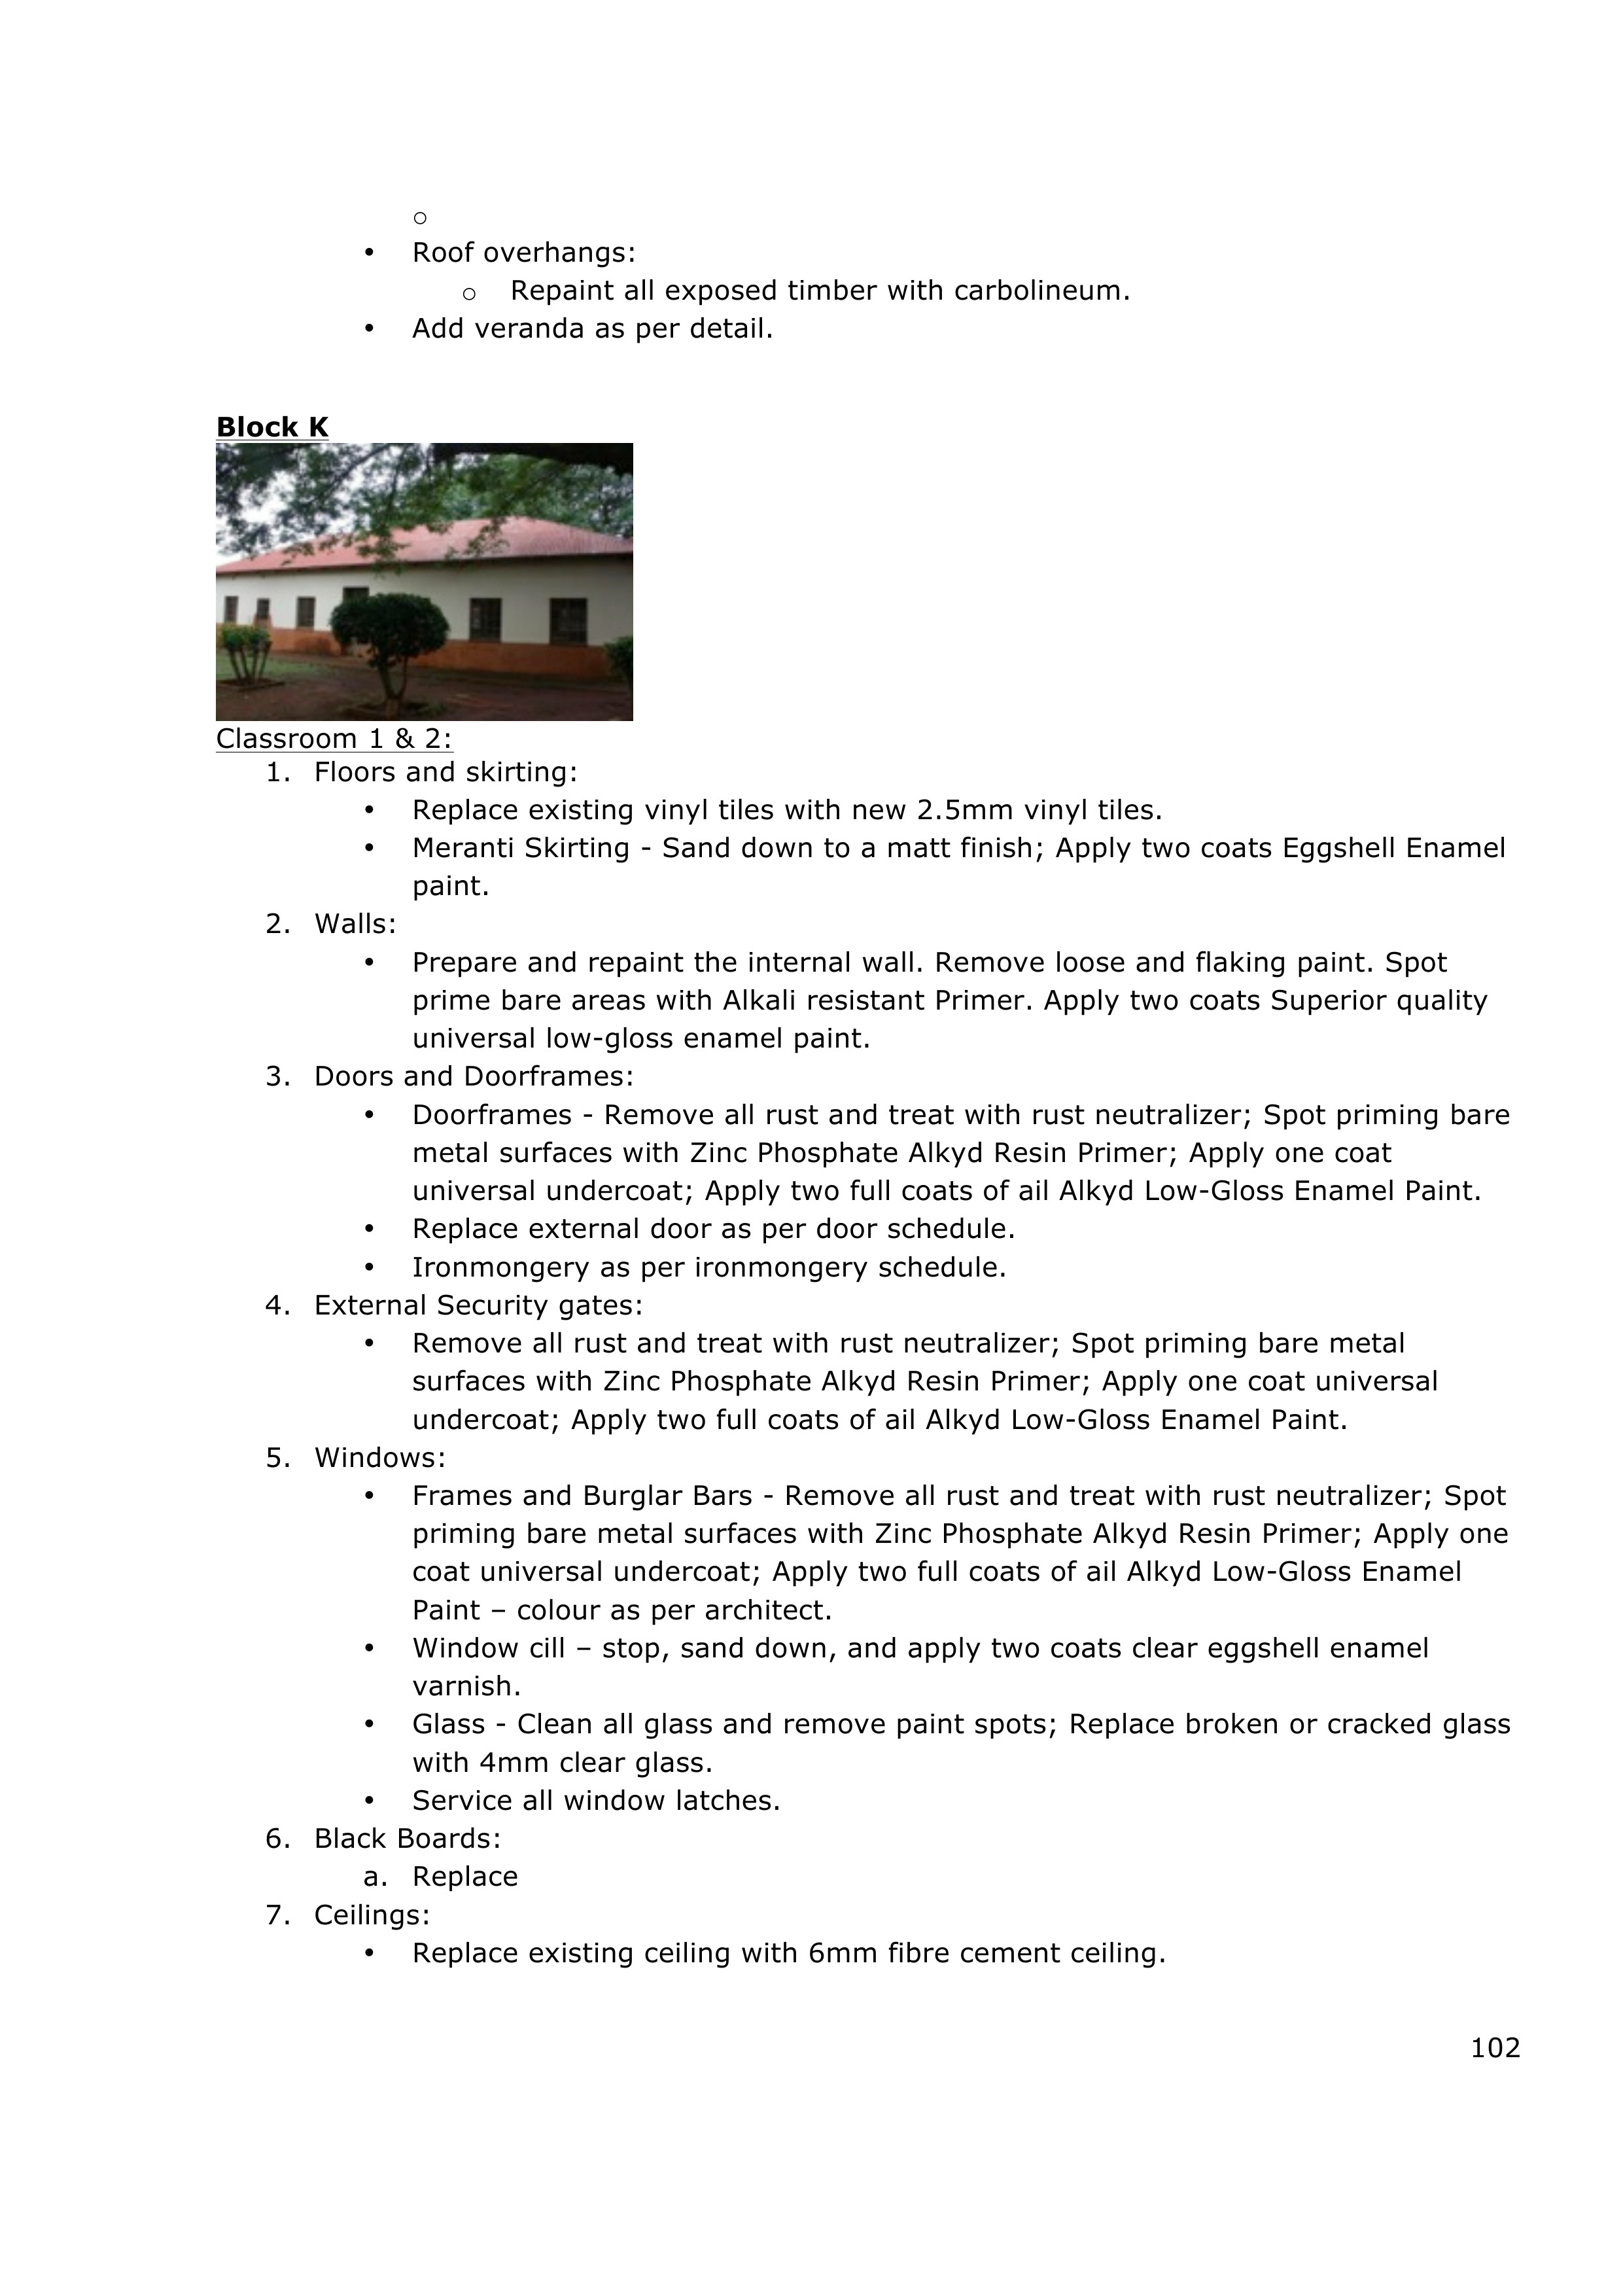 ○
• Roof overhangs:
○ Repaint all exposed timber with carbolineum.
• Add veranda as per detail.
Block K
Classroom 1 & 2:
1. Floors and skirting:
• Replace existing vinyl tiles with new 2.5mm vinyl tiles.
• Meranti Skirting - Sand down to a matt finish; Apply two coats Eggshell Enamel
paint.
2. Walls:
• Prepare and repaint the internal wall. Remove loose and flaking paint. Spot
prime bare areas with Alkali resistant Primer. Apply two coats Superior quality
universal low-gloss enamel paint.
3. Doors and Doorframes:
• Doorframes - Remove all rust and treat with rust neutralizer; Spot priming bare
metal surfaces with Zinc Phosphate Alkyd Resin Primer; Apply one coat
universal undercoat; Apply two full coats of ail Alkyd Low-Gloss Enamel Paint.
• Replace external door as per door schedule.
• Ironmongery as per ironmongery schedule.
4. External Security gates:
• Remove all rust and treat with rust neutralizer; Spot priming bare metal
surfaces with Zinc Phosphate Alkyd Resin Primer; Apply one coat universal
undercoat; Apply two full coats of ail Alkyd Low-Gloss Enamel Paint.
5. Windows:
• Frames and Burglar Bars - Remove all rust and treat with rust neutralizer; Spot
priming bare metal surfaces with Zinc Phosphate Alkyd Resin Primer; Apply one
coat universal undercoat; Apply two full coats of ail Alkyd Low-Gloss Enamel
Paint – colour as per architect.
• Window cill – stop, sand down, and apply two coats clear eggshell enamel
varnish.
• Glass - Clean all glass and remove paint spots; Replace broken or cracked glass
with 4mm clear glass.
• Service all window latches.
6. Black Boards:
a. Replace
7. Ceilings:
• Replace existing ceiling with 6mm fibre cement ceiling.
102